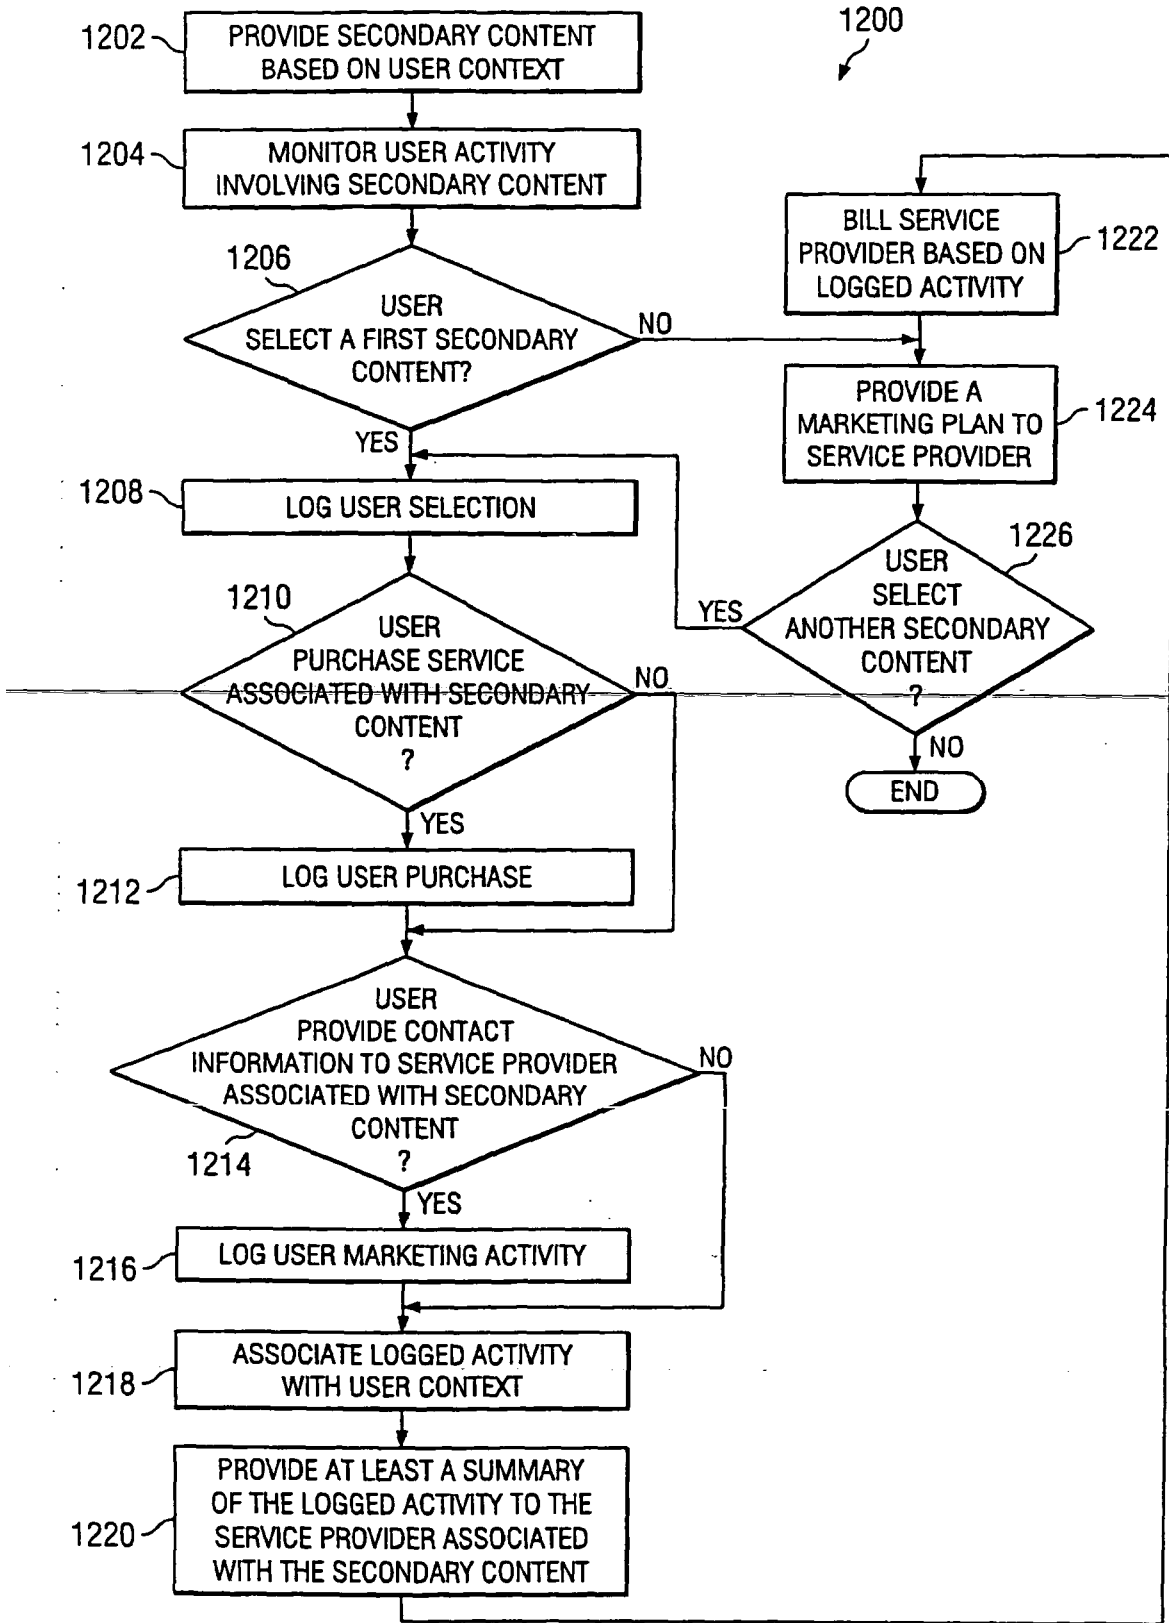 1200
1202
PROVIDE SECONDARY CONTENT
BASED ON USER CONTEXT
1204
MONITOR USER ACTIVITY
INVOLVING SECONDARY CONTENT
1206
USER
SELECT A FIRST SECONDARY
CONTENT?
NO
YES
1208
LOG USER SELECTION
1210
USER
PURCHASE SERVICE
ASSOCIATED WITH SECONDARY
CONTENT
?
NO
YES
1212
LOG USER PURCHASE
USER
PROVIDE CONTACT
INFORMATION TO SERVICE PROVIDER
ASSOCIATED WITH SECONDARY
CONTENT
?
1214
NO
YES
1216
LOG USER MARKETING ACTIVITY
1218
ASSOCIATE LOGGED ACTIVITY
WITH USER CONTEXT
1220
PROVIDE AT LEAST A SUMMARY
OF THE LOGGED ACTIVITY TO THE
SERVICE PROVIDER ASSOCIATED
WITH THE SECONDARY CONTENT
BILL SERVICE
PROVIDER BASED ON
LOGGED ACTIVITY
1222
PROVIDE A
MARKETING PLAN TO
SERVICE PROVIDER
1224
1226
USER
SELECT
ANOTHER SECONDARY
CONTENT
?
YES
NO
END